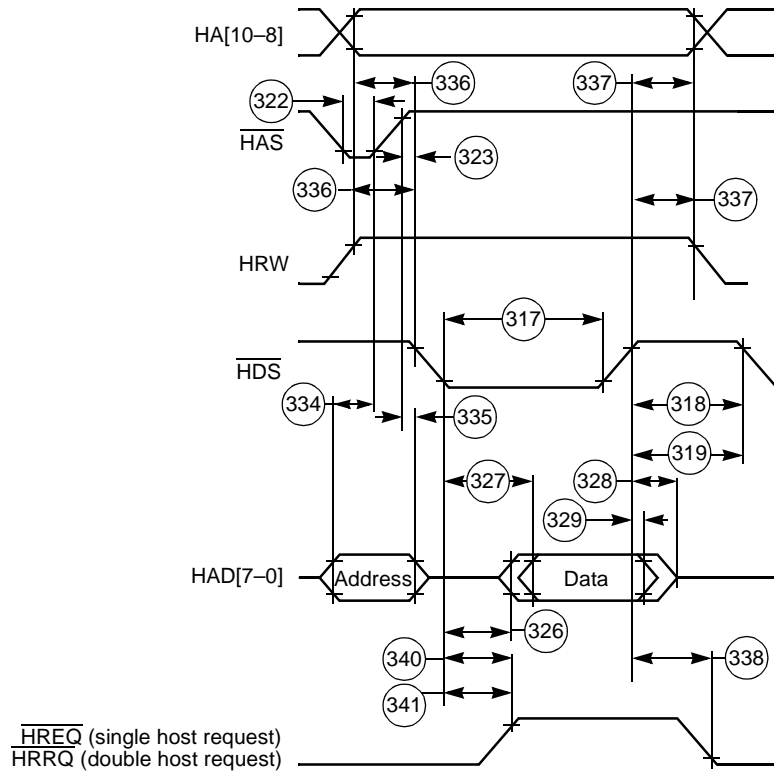 HA[10–8]
336
337
322
HAS
323
336
337
HRW
317
HDS
334
335
318
319
327
328
329
HAD[7–0]
Address
Data
326
340
338
341
HREQ (single host request)
HRRQ (double host request)